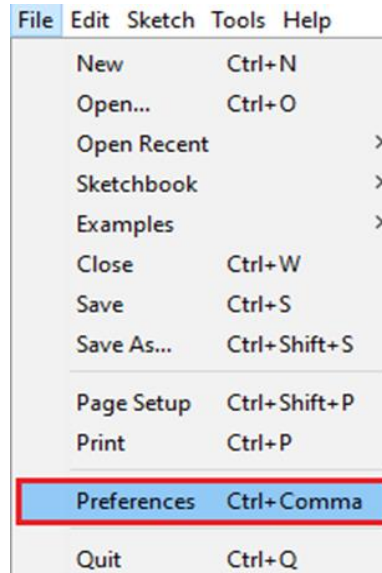 File Edit Sketch Tools Help
New Ctrl+N
Open... Ctrl+O
Open Recent
Sketchbook
Examples
Close Ctrl+W
Save Ctrl+S
Save As... Ctrl+Shift+S
Page Setup Ctrl+Shift+P
Print Ctrl+P
Preferences Ctrl+Comma
Quit Ctrl+Q